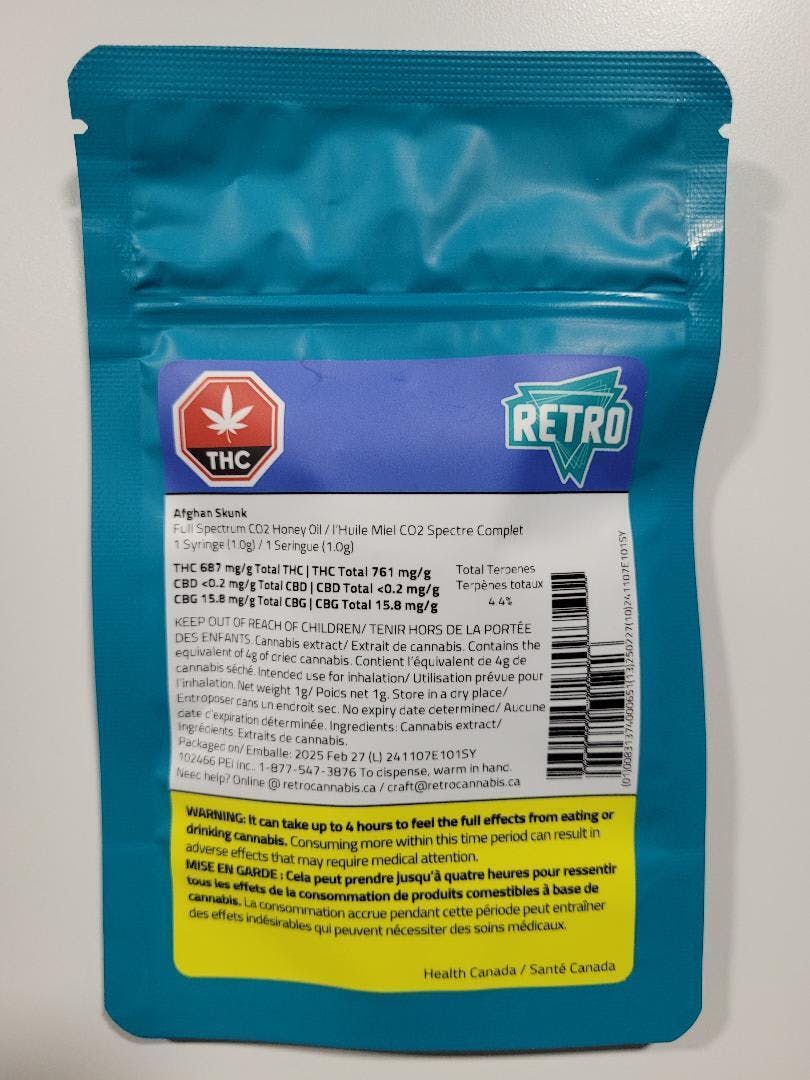 THC
RETRO
Afghan Skunk
Full Spectrum CO2 Honey Oil / l'Huile Miel CO2 Spectre Complet
1 Syringe (1.0g) / 1 Seringue (1.0g)
THC 687 mg/g Total THC | THC Total 761 mg/g
CBD <0.2 mg/g Total CBD | CBD Total <0.2 mg/g
CBG 15.8 mg/g Total CBG | CBG Total 15.8 mg/g
Total Terpenes
Terpènes totaux
4.4%
KEEP OUT OF REACH OF CHILDREN/ TENIR HORS DE LA PORTÉE
DES ENFANTS. Cannabis extract/ Extrait de cannabis. Contains the
equivalent of 4g of dried cannabis. Contient l'équivalent de 4g de
cannabis séché. Intended use for inhalation/ Utilisation prévue pour
l'inhalation. Net weight 1g/ Poids net 1g. Store in a dry place/
Entroposer dans un endroit sec. No expiry date determined/ Aucune
date d'expiration déterminée. Ingredients: Cannabis extract/
Ingrédients: Extraits de cannabis.
Packaged on/ Emballe: 2025 Feb 27 (L) 241107E101SY
102466 PEI Inc.. 1-877-547-3876 To dispense, warm in hand.
Need help? Online @ retrocannabis.ca / craft@retrocannabis.ca
(01)00831374000651(13)250227(10)241107E101SY
WARNING: It can take up to 4 hours to feel the full effects from eating or
drinking cannabis. Consuming more within this time period can result in
adverse effects that may require medical attention.
MISE EN GARDE : Cela peut prendre jusqu'à quatre heures pour ressentir
tous les effets de la consommation de produits comestibles à base de
cannabis. La consommation accrue pendant cette période peut entraîner
des effets indésirables qui peuvent nécessiter des soins médicaux.
Health Canada / Santé Canada